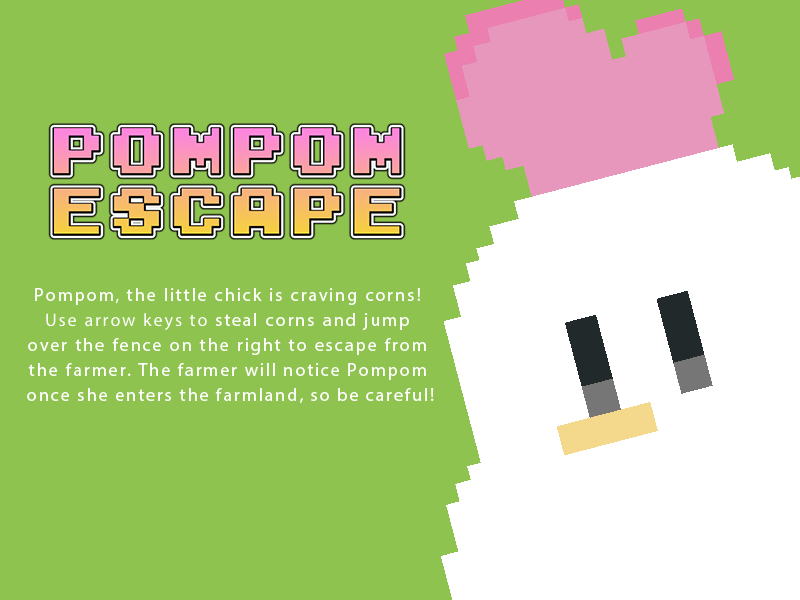 POMPOM
ESCAPE
Pompom, the little chick is craving corns!
Use arrow keys to steal corns and jump
over the fence on the right to escape from
the farmer. The farmer will notice Pompom
once she enters the farmland, so be careful!